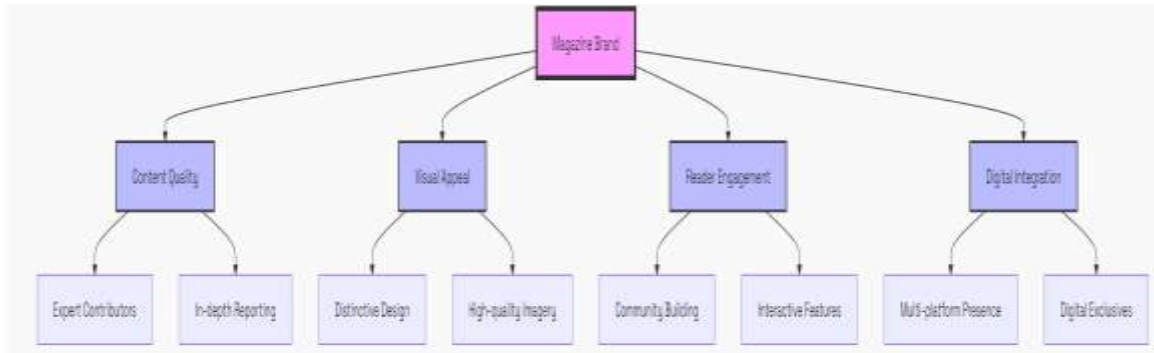 Magazine Brand
Content Quality
Visual Appeal
Reader Engagement
Digital Integration
Expert Contributors
In-depth Reporting
Distinctive Design
High-quality Imagery
Community Building
Interactive Features
Multi-platform Presence
Digital Exclusives